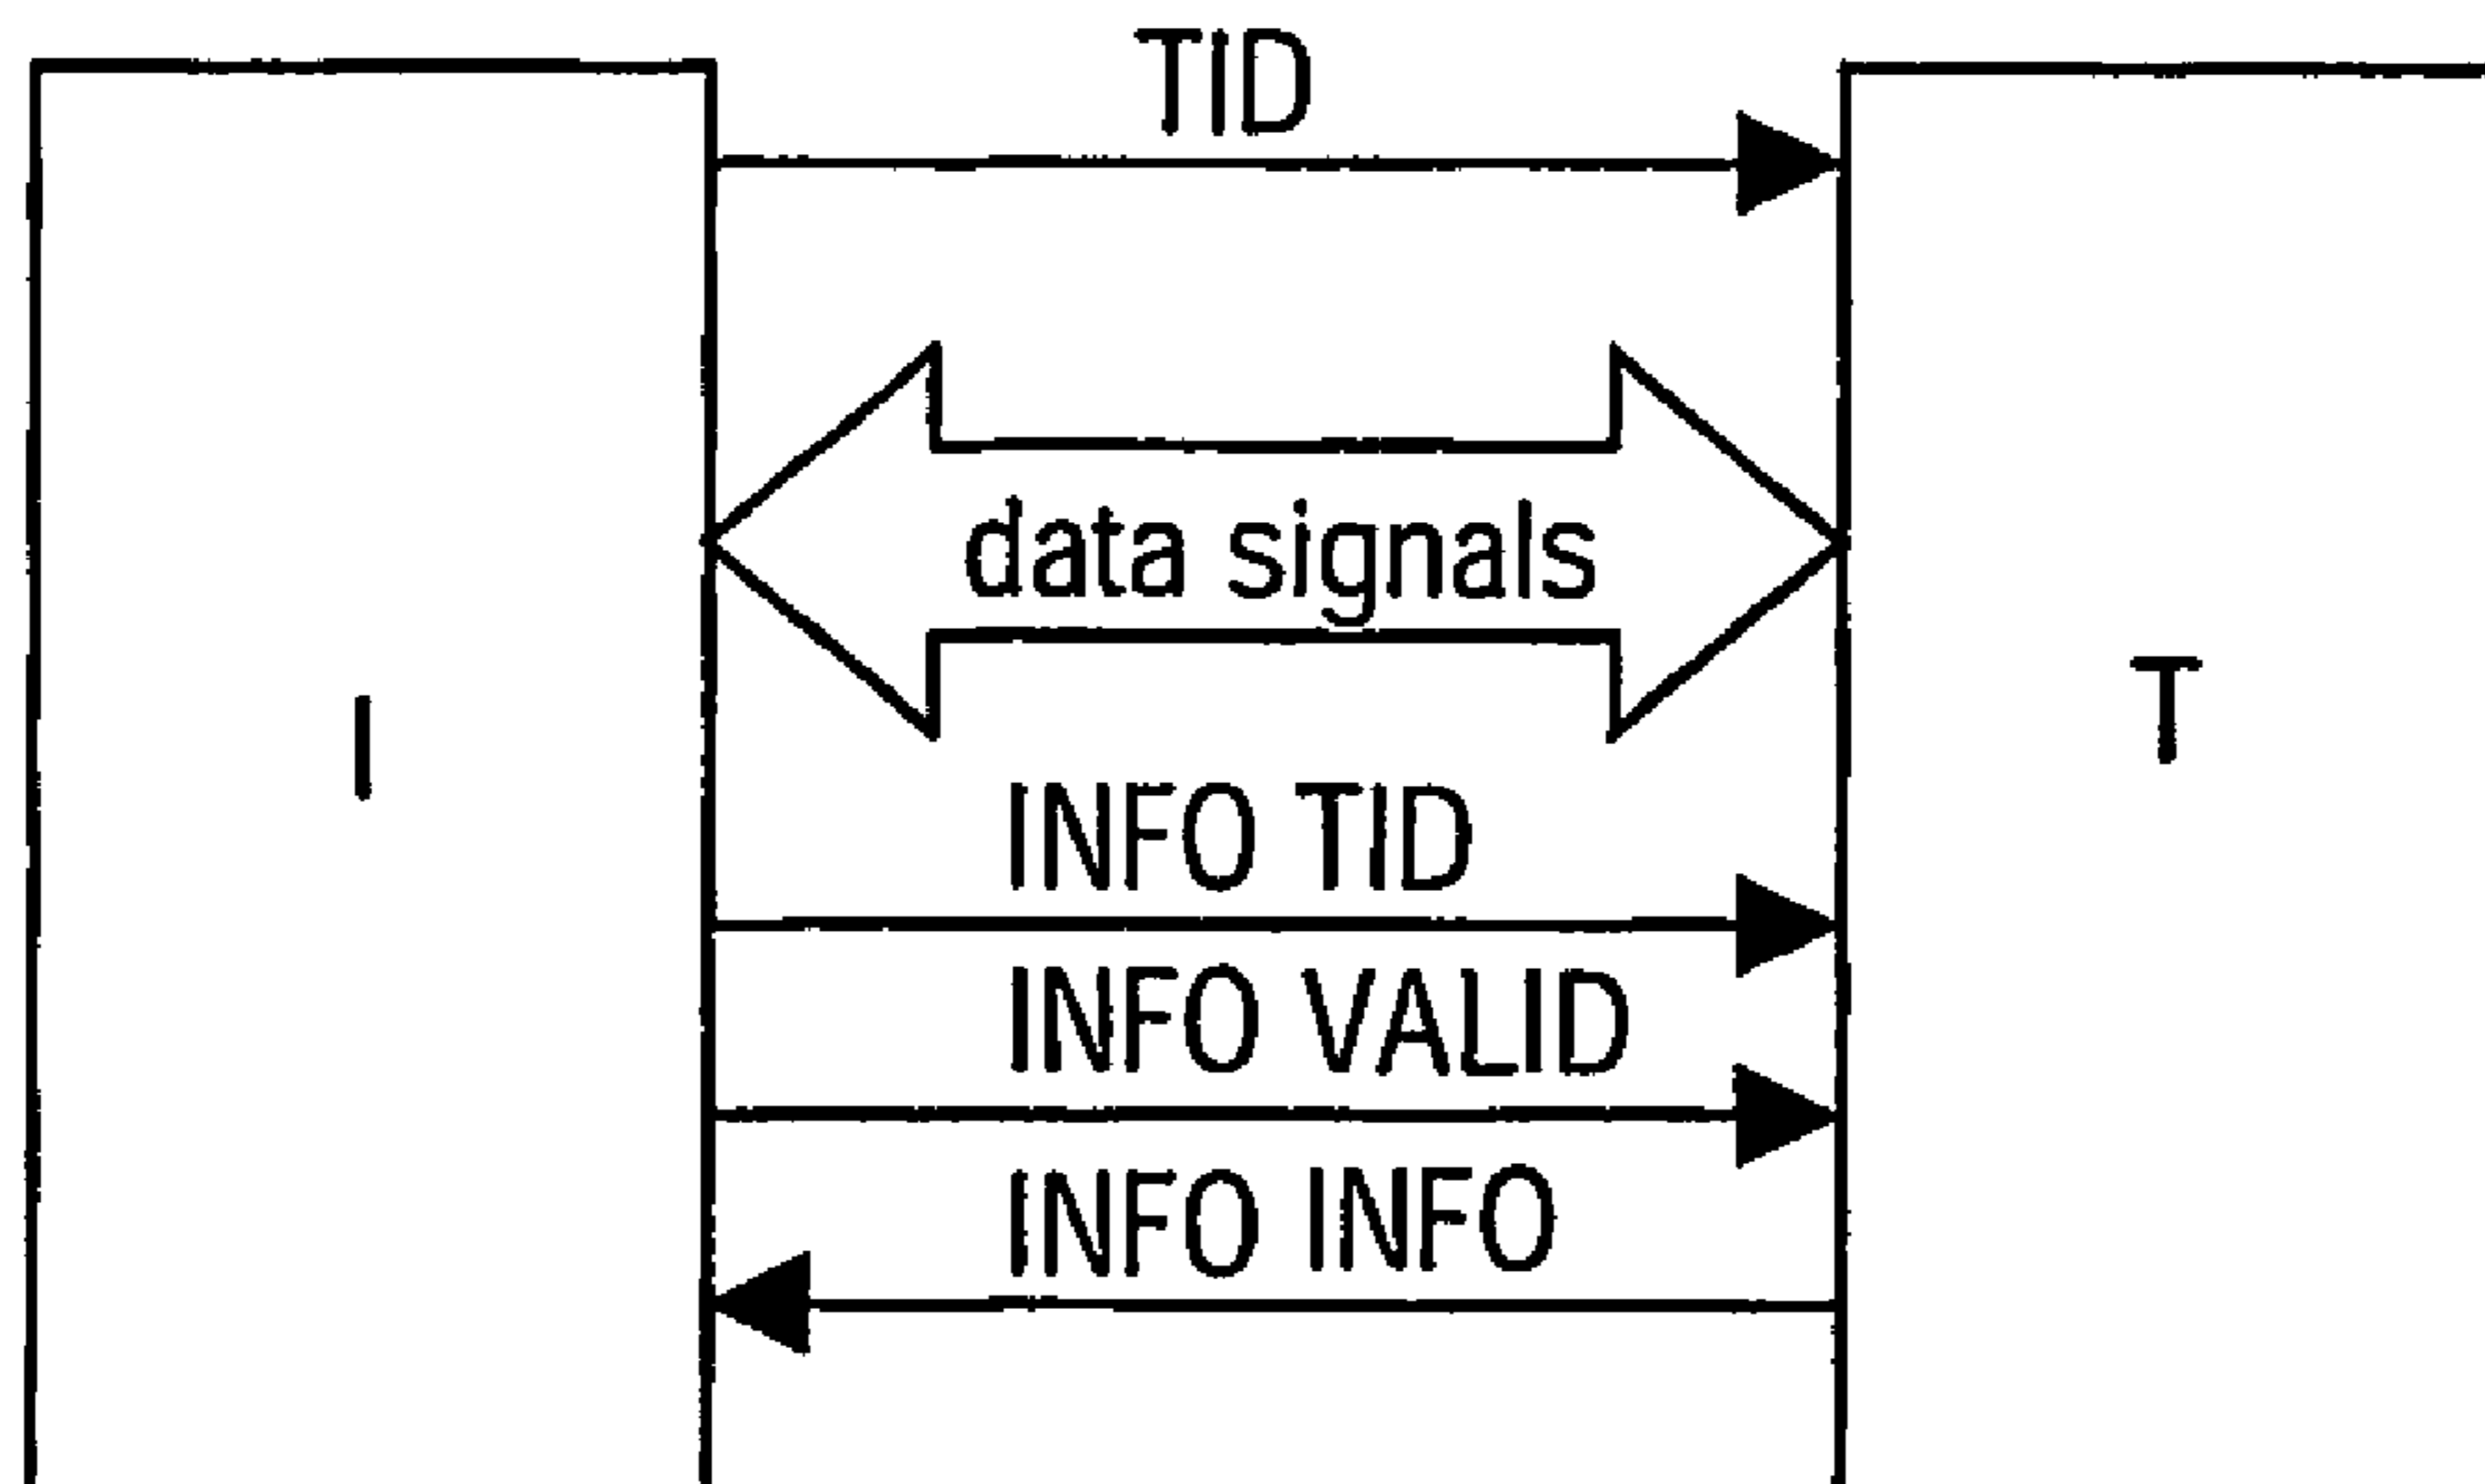 TID
data signals
I
T
INFO TID
INFO VALID
INFO INFO